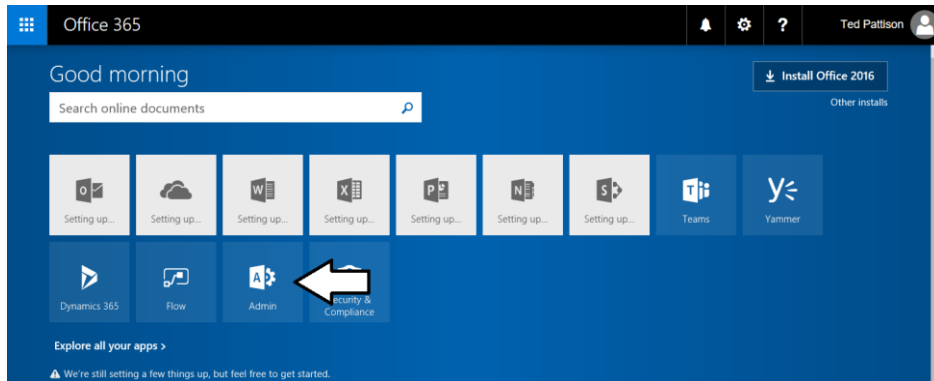 Office 365
Ted Pattison
Good morning
Install Office 2016
Search online documents
Other installs
Setting up...
Setting up...
Setting up...
Setting up...
Setting up...
Setting up...
Setting up...
Teams
Yammer
Dynamics 365
Flow
Admin
Security &
Compliance
Explore all your apps >
We're still setting a few things up, but feel free to get started.